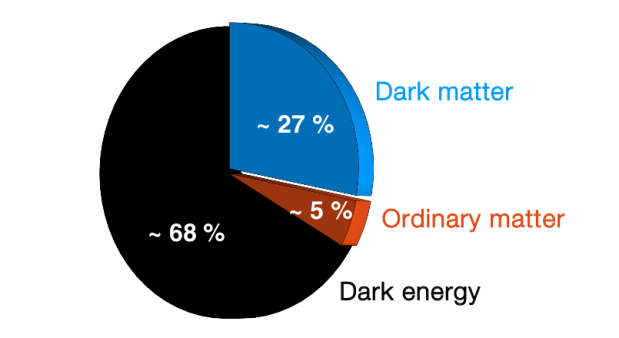 Dark matter
~ 27 %
~ 5 %
Ordinary matter
~ 68 %
Dark energy